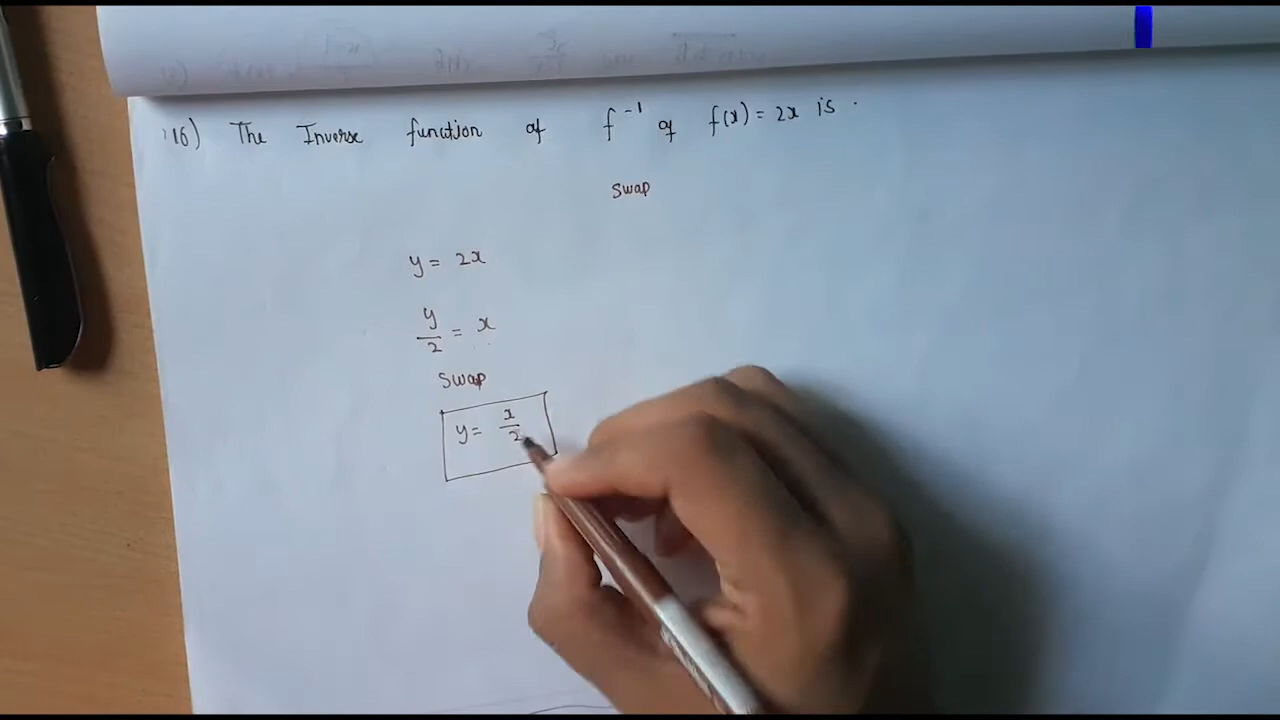 16) The Inverse function of f⁻¹ of f(x) = 2x is .
Swap
y = 2x
y/2 = x
Swap
y = x/2